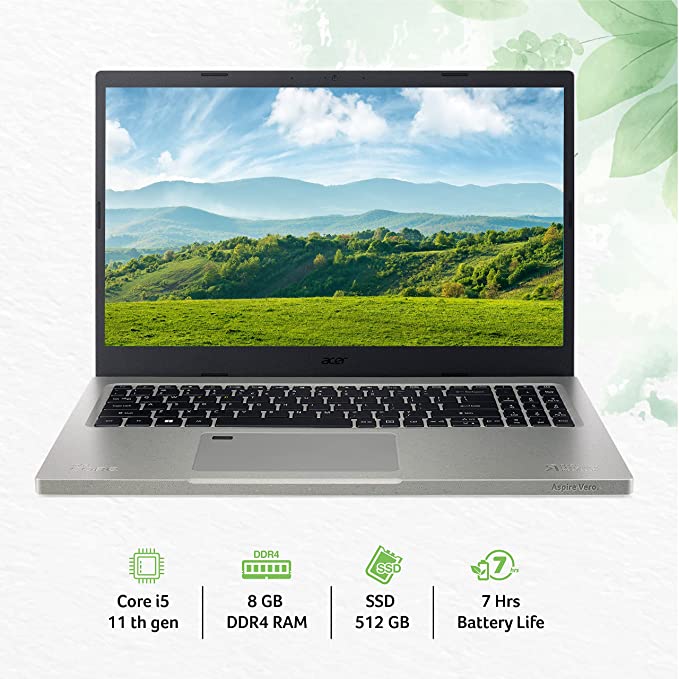 acer
Aspire Vero.
DDR4
SSD
7
hrs
Core i5
11 th gen
8 GB
DDR4 RAM
SSD
512 GB
7 Hrs
Battery Life